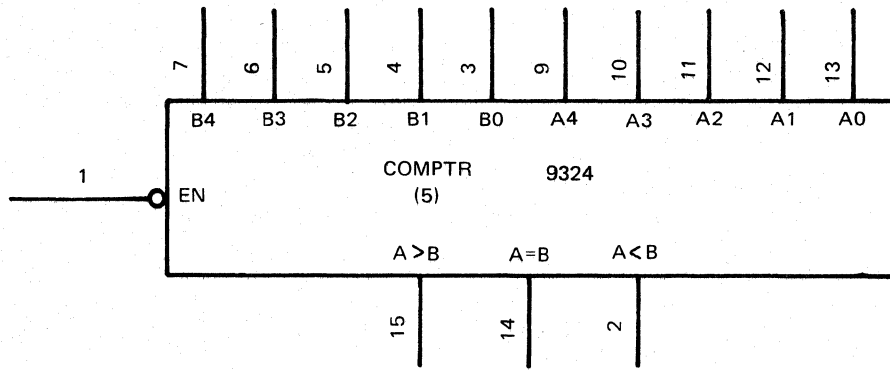 7 6 5 4 3 9 10 11 12 13
B4 B3 B2 B1 B0 A4 A3 A2 A1 A0
1
COMPTR 9324
EN
(5)
A>B A=B A<B
15 14 2